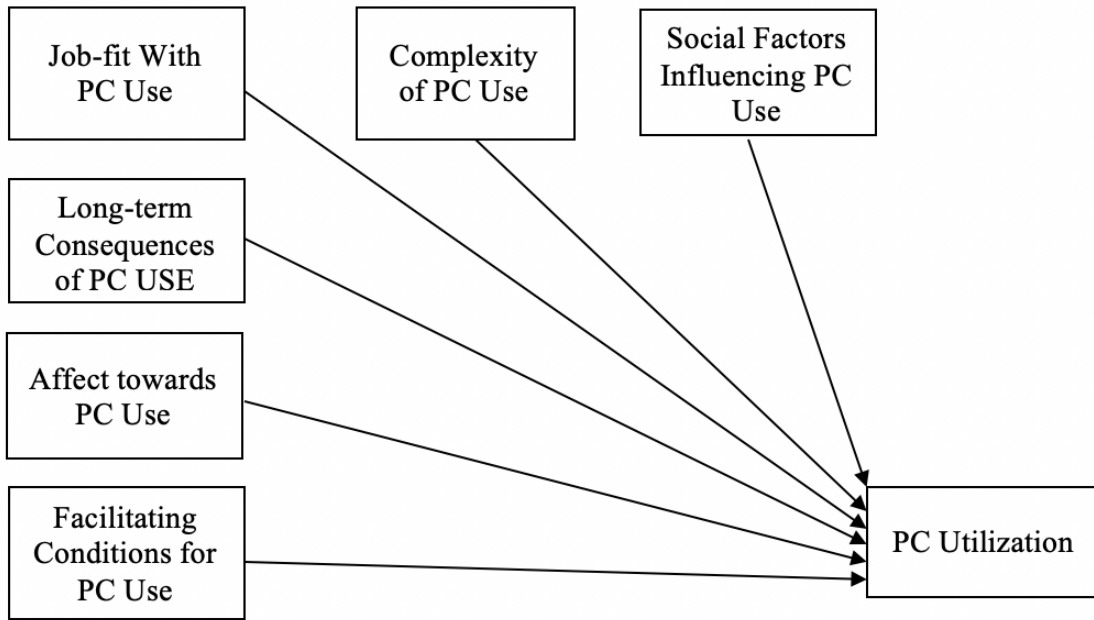 Job-fit With
PC Use
Complexity
of PC Use
Social Factors
Influencing PC
Use
Long-term
Consequences
of PC USE
Affect towards
PC Use
Facilitating
Conditions for
PC Use
PC Utilization